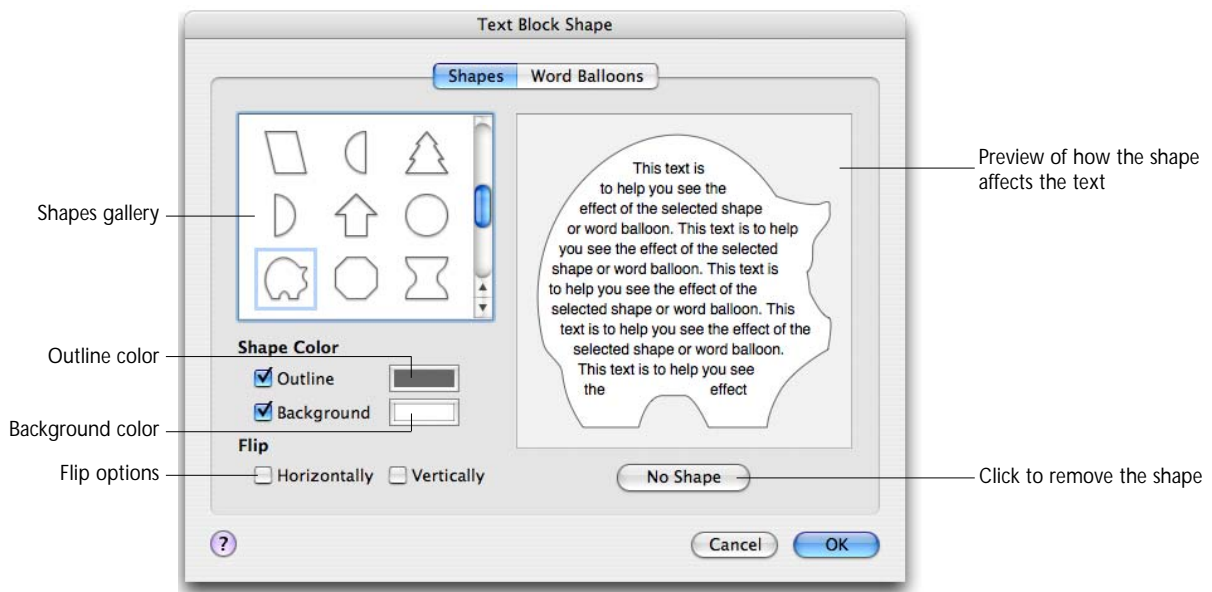 Text Block Shape
Shapes Word Balloons
Shapes gallery
This text is
to help you see the
effect of the selected shape
or word balloon. This text is to help
you see the effect of the selected
shape or word balloon. This text is
to help you see the effect of the
selected shape or word balloon. This
text is to help you see the effect of the
selected shape or word balloon.
This text is to help you see
the effect
Preview of how the shape
affects the text
Shape Color
Outline color
Outline
Background
Background color
Flip
Flip options
Horizontally Vertically
No Shape
Click to remove the shape
?
Cancel OK